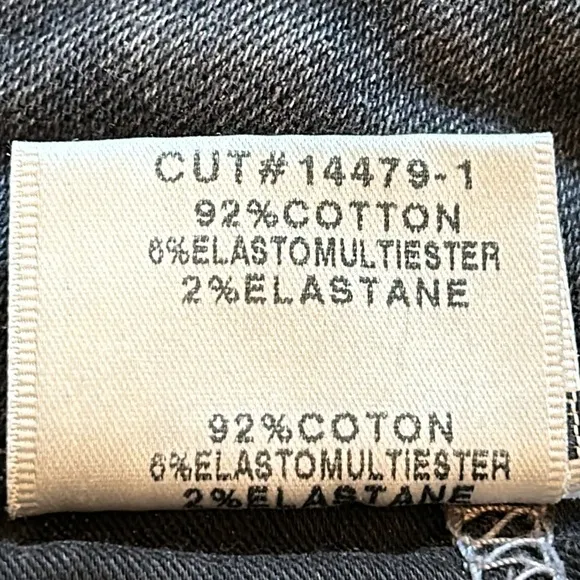 CUT#14479-1
92%COTTON
6%ELASTOMULTIESTER
2%ELASTANE
92%COTON
6%ELASTOMULTIESTER
2%ELASTANE